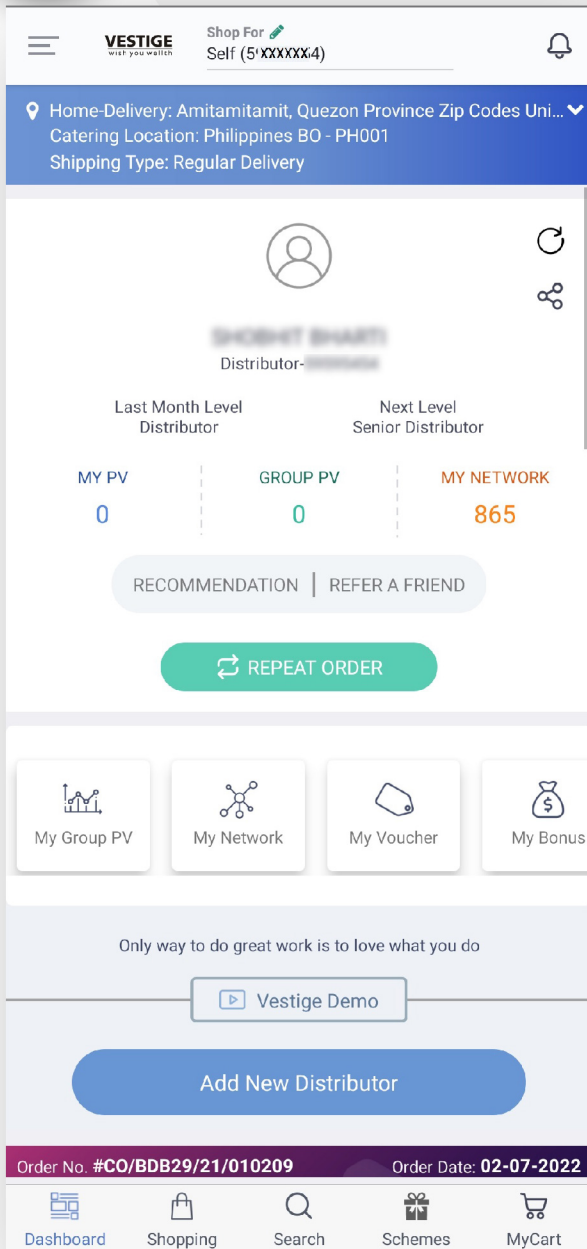 VESTIGE
wish you wellth
Shop For
Self (5XXXXXX4)
Home-Delivery: Amitamitamit, Quezon Province Zip Codes Uni...
Catering Location: Philippines BO - PH001
Shipping Type: Regular Delivery
Distributor-
Last Month Level
Distributor
Next Level
Senior Distributor
MY PV
0
GROUP PV
0
MY NETWORK
865
RECOMMENDATION | REFER A FRIEND
REPEAT ORDER
My Group PV
My Network
My Voucher
My Bonus
Only way to do great work is to love what you do
Vestige Demo
Add New Distributor
Order No. #CO/BDB29/21/010209
Order Date: 02-07-2022
Dashboard
Shopping
Search
Schemes
MyCart